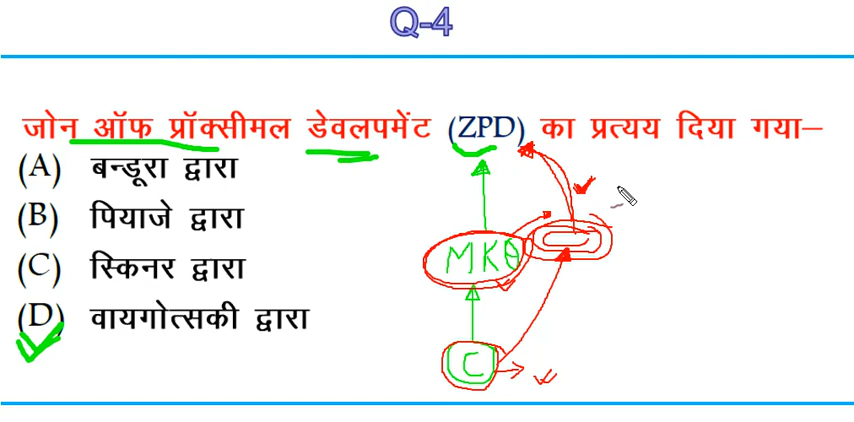 Q-4
जोन ऑफ प्रॉक्सीमल डेवलपमेंट (ZPD) का प्रत्यय दिया गया–
(A) बन्डूरा द्वारा
(B) पियाजे द्वारा
(C) स्किनर द्वारा
(D) वायगोत्सकी द्वारा
MKO
C